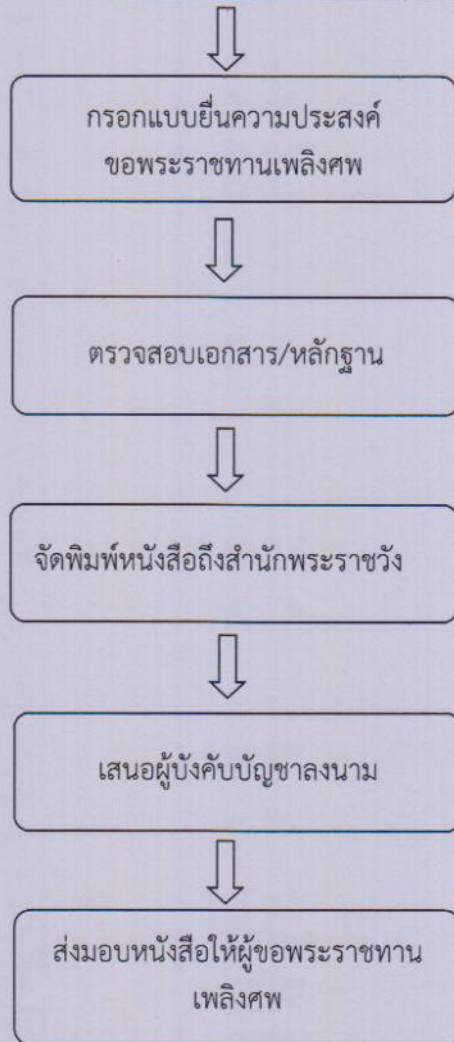 กรอกแบบยื่นความประสงค์
ขอพระราชทานเพลิงศพ
ตรวจสอบเอกสาร/หลักฐาน
จัดพิมพ์หนังสือถึงสำนักพระราชวัง
เสนอผู้บังคับบัญชาลงนาม
ส่งมอบหนังสือให้ผู้ขอพระราชทาน
เพลิงศพ